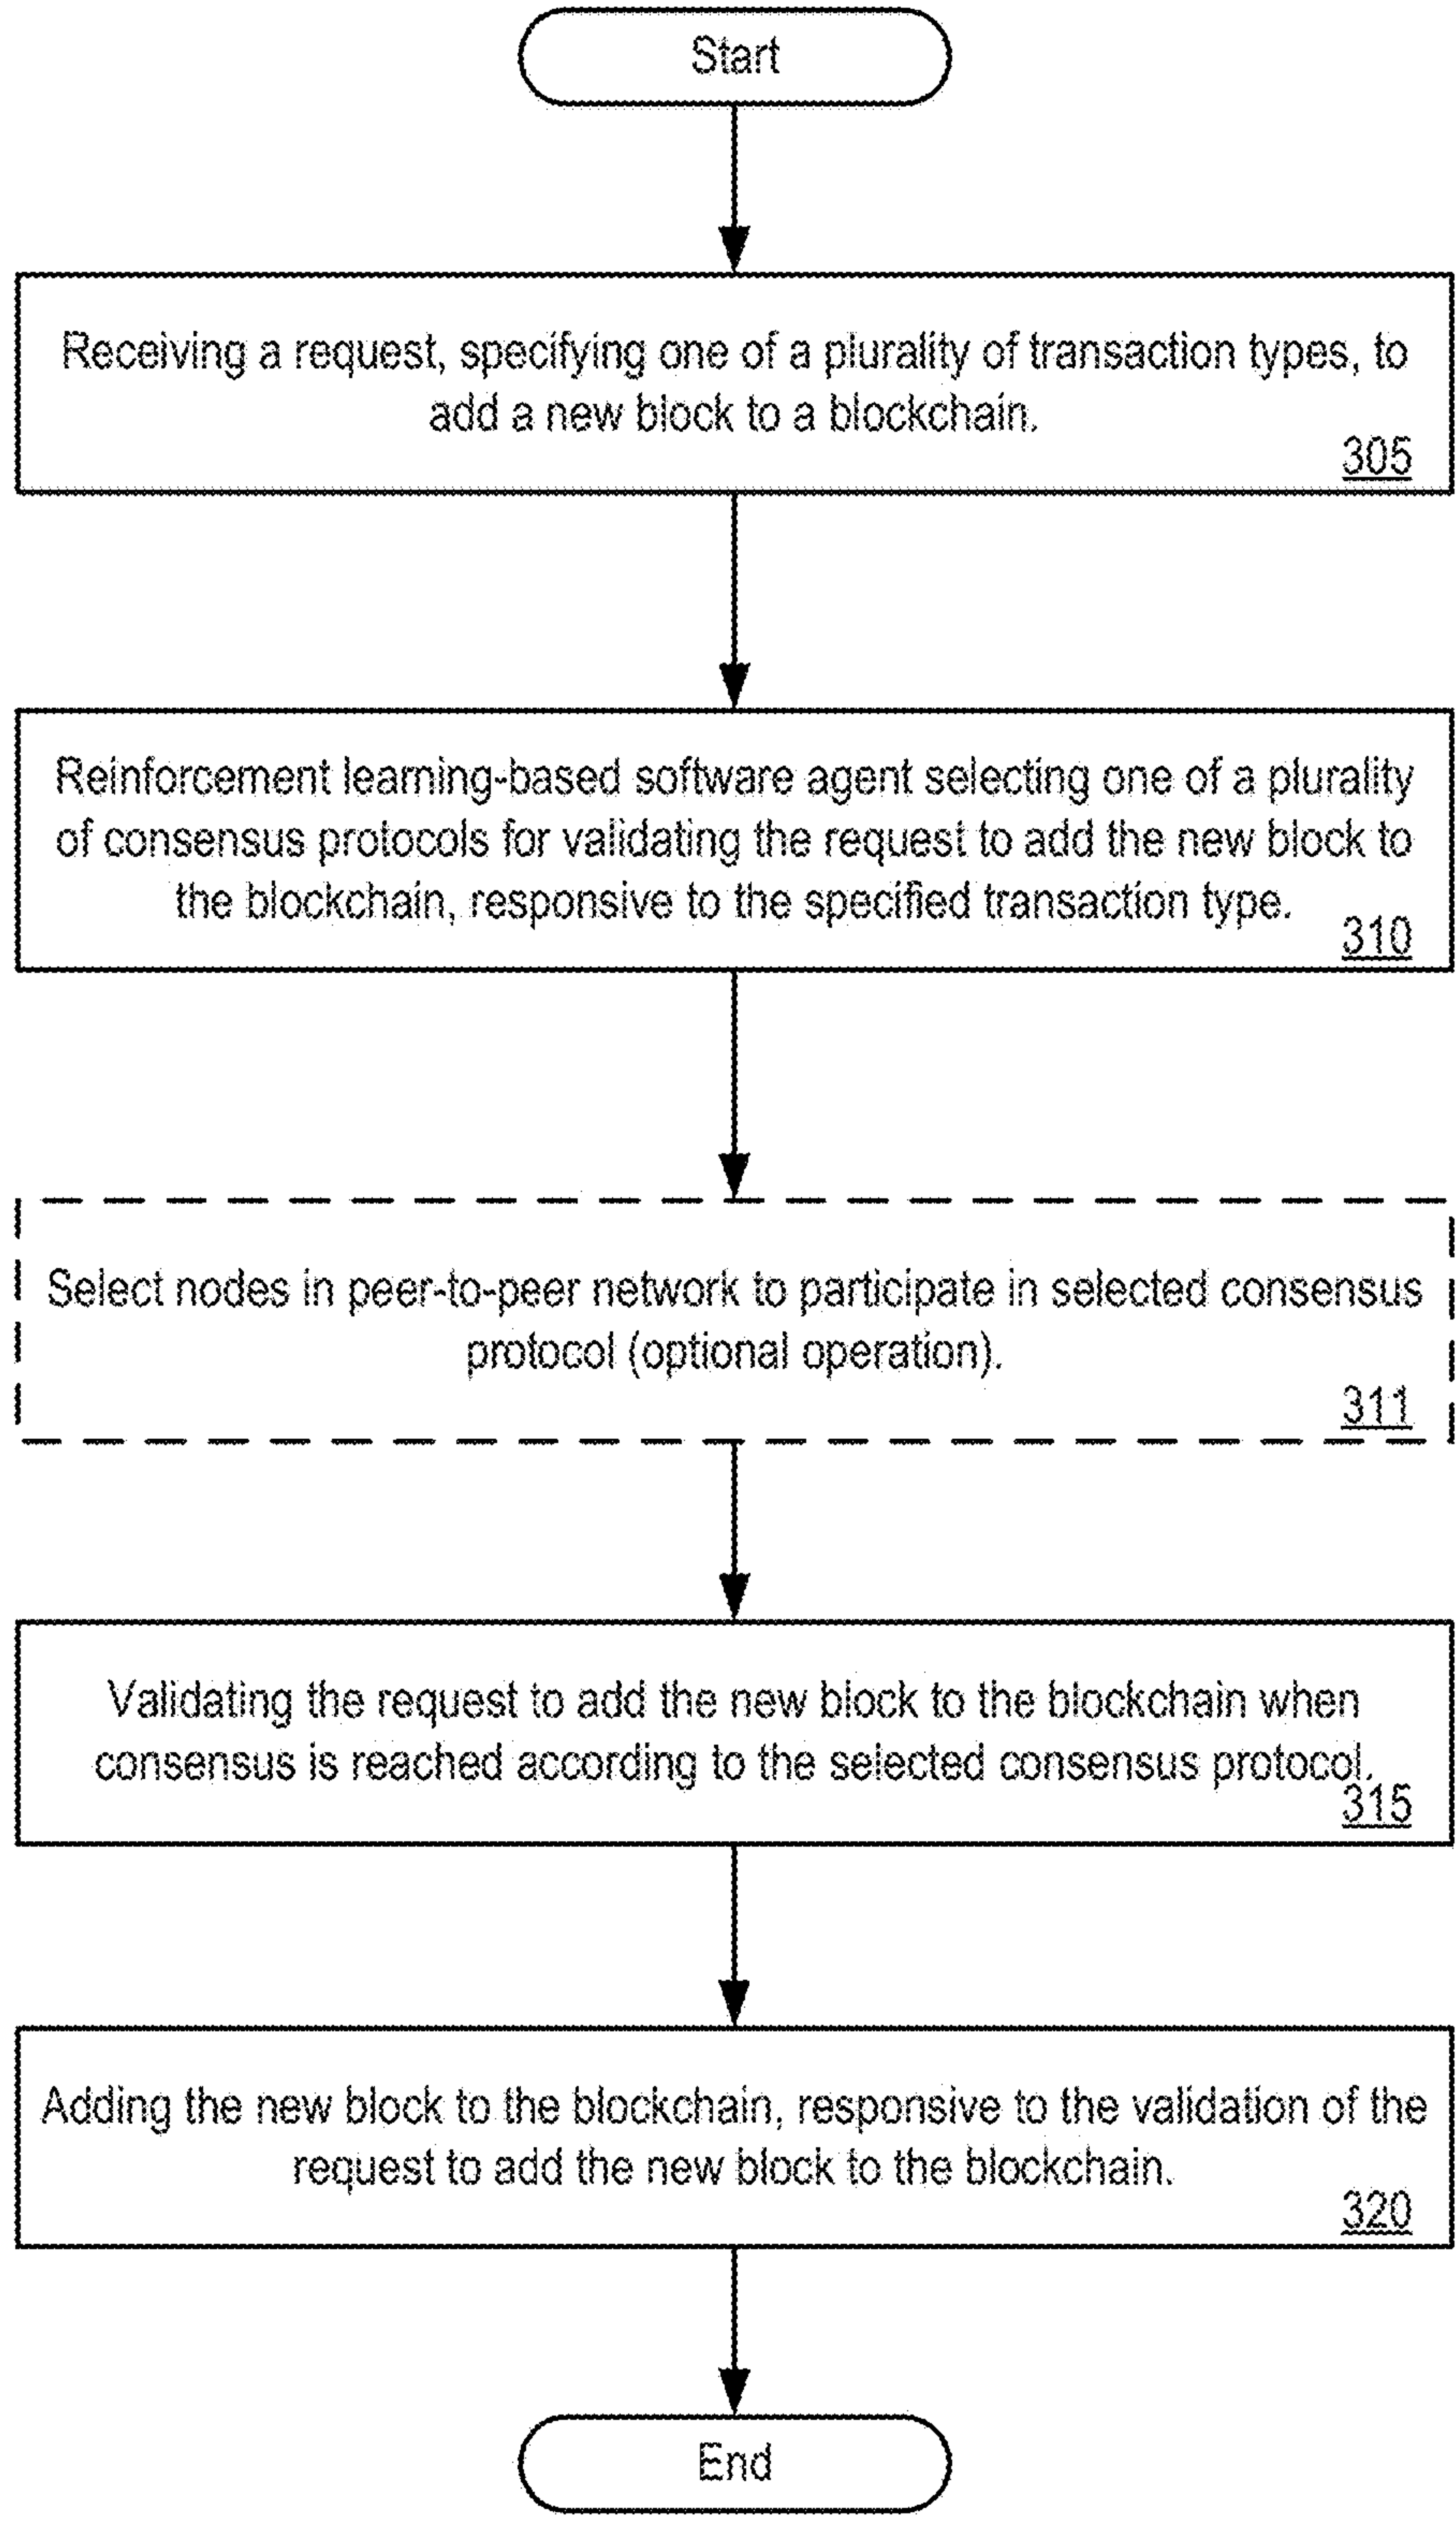 Start
Receiving a request, specifying one of a plurality of transaction types, to
add a new block to a blockchain.
305
Reinforcement learning-based software agent selecting one of a plurality
of consensus protocols for validating the request to add the new block to
the blockchain, responsive to the specified transaction type.
310
Select nodes in peer-to-peer network to participate in selected consensus
protocol (optional operation).
311
Validating the request to add the new block to the blockchain when
consensus is reached according to the selected consensus protocol.
315
Adding the new block to the blockchain, responsive to the validation of the
request to add the new block to the blockchain.
320
End